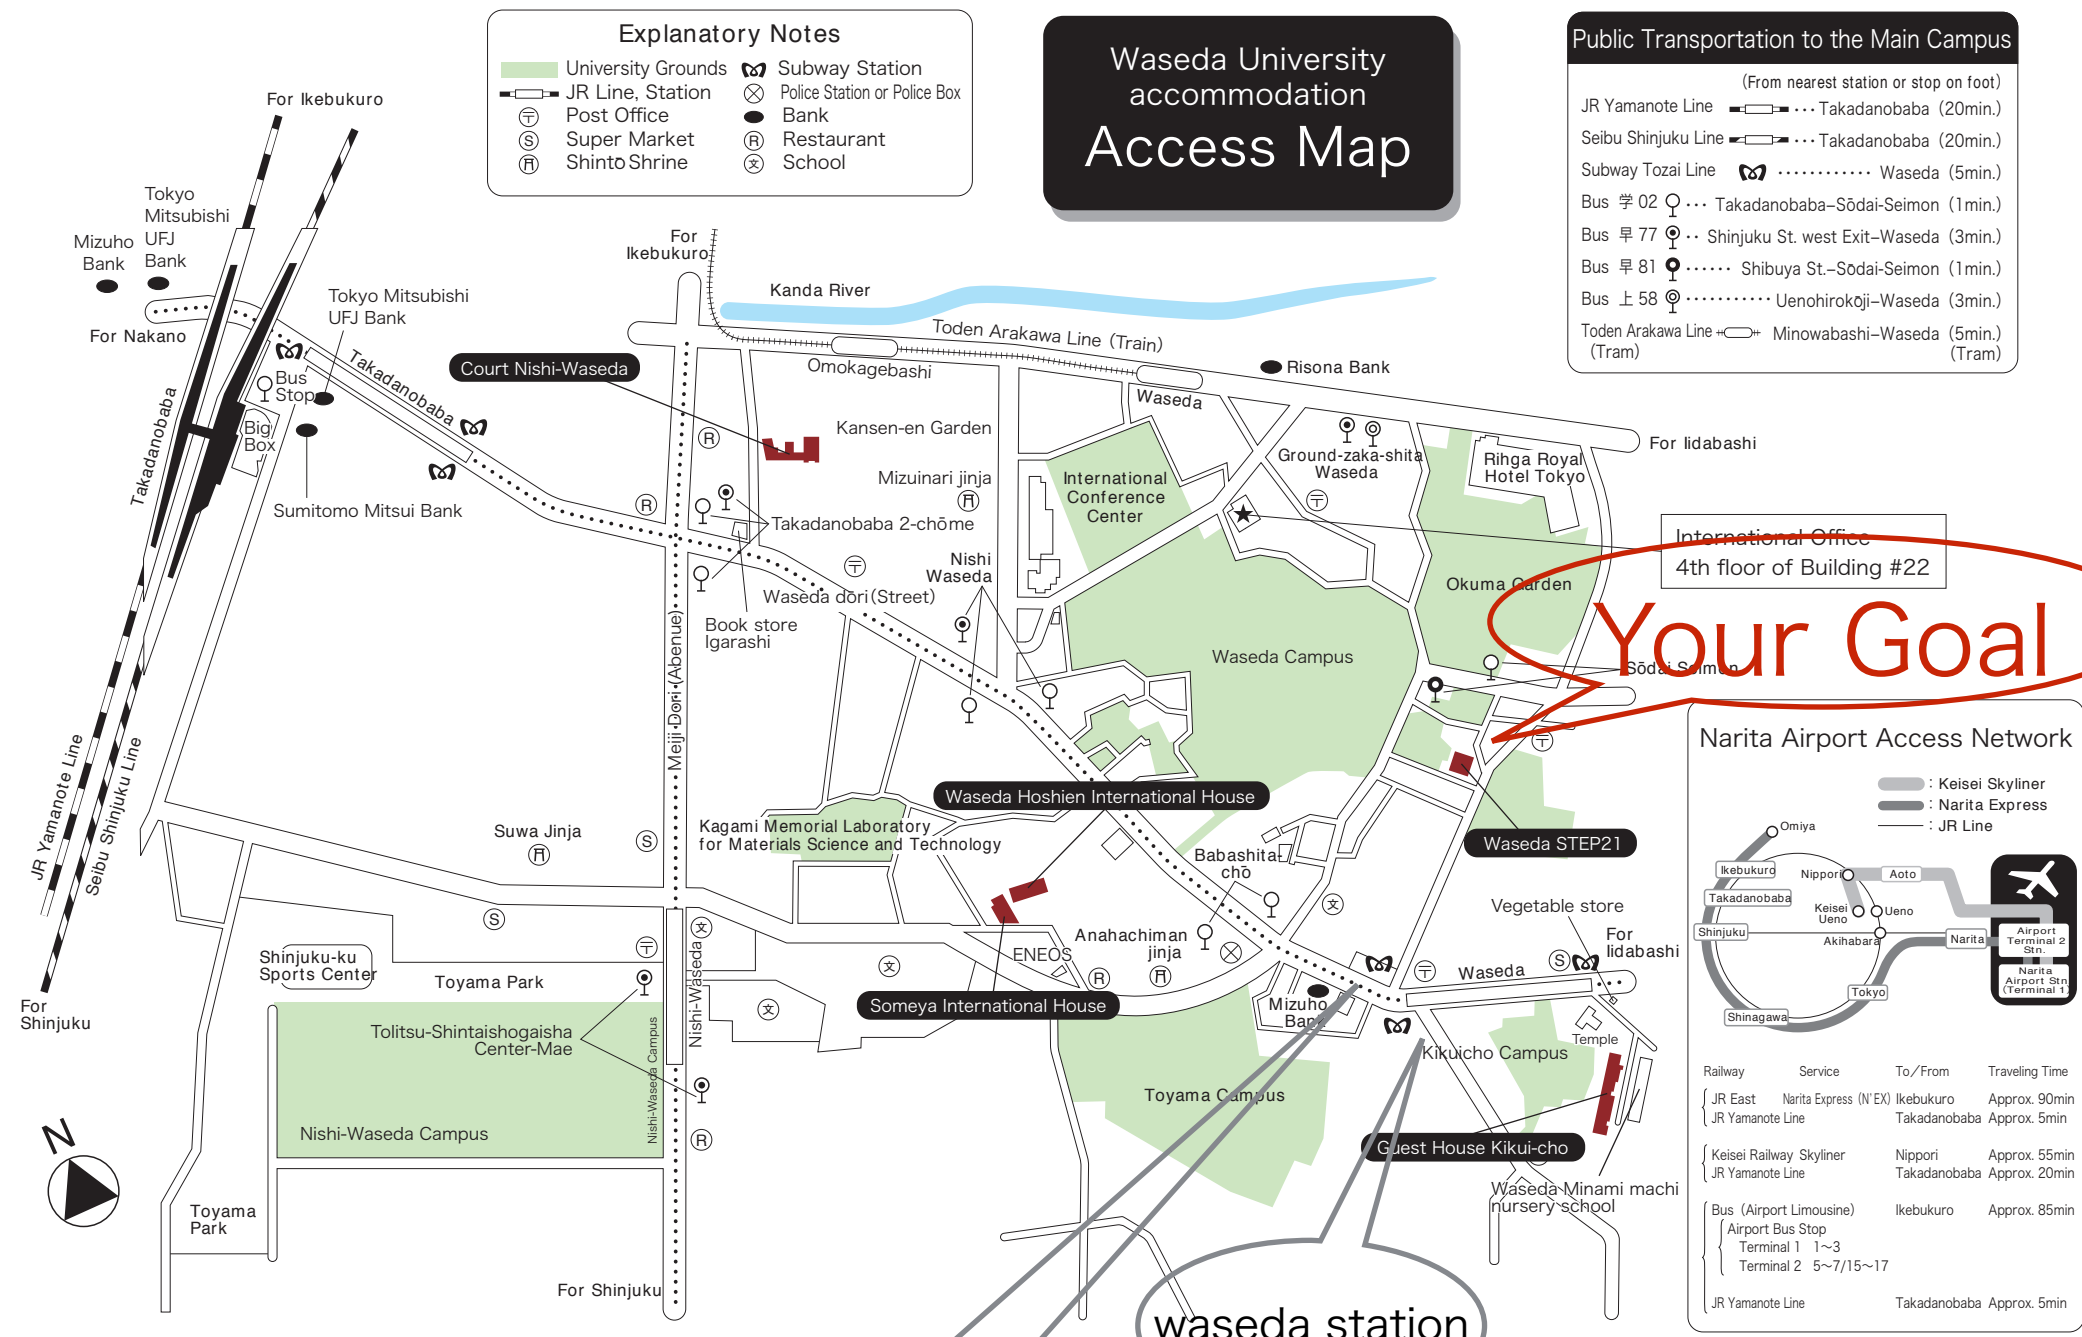 Explanatory Notes
University Grounds
Subway Station
JR Line, Station
Police Station or Police Box
〒 Post Office
Bank
Ⓢ Super Market
Ⓡ Restaurant
Shintō Shrine
文 School
Waseda University
accommodation
Access Map
Public Transportation to the Main Campus
(From nearest station or stop on foot)
JR Yamanote Line ··· Takadanobaba (20min.)
Seibu Shinjuku Line ··· Takadanobaba (20min.)
Subway Tozai Line ············ Waseda (5min.)
Bus 学 02 ··· Takadanobaba–Sōdai-Seimon (1min.)
Bus 早 77 ·· Shinjuku St. west Exit–Waseda (3min.)
Bus 早 81 ······ Shibuya St.–Sōdai-Seimon (1min.)
Bus 上 58 ··········· Uenohirokōji–Waseda (3min.)
Toden Arakawa Line Minowabashi–Waseda (5min.)
(Tram) (Tram)
For Ikebukuro
Tokyo
Mitsubishi
UFJ
Bank
Mizuho
Bank
For Nakano
Tokyo Mitsubishi
UFJ Bank
Bus
Stop
Big
Box
Takadanobaba
Takadanobaba
Sumitomo Mitsui Bank
For
Ikebukuro
Kanda River
Toden Arakawa Line (Train)
Omokagebashi
Waseda
Risona Bank
For Iidabashi
Court Nishi-Waseda
Kansen-en Garden
Mizuinari jinja
Takadanobaba 2-chōme
International
Conference
Center
Ground-zaka-shita
Waseda
Rihga Royal
Hotel Tokyo
International Office
4th floor of Building #22
Okuma Garden
Your Goal
Sōdai Seimon
Nishi
Waseda
Waseda dōri (Street)
Book store
Igarashi
Meiji Dori (Abenue)
Waseda Campus
JR Yamanote Line
Seibu Shinjuku Line
Waseda Hoshien International House
Suwa Jinja
Kagami Memorial Laboratory
for Materials Science and Technology
Babashita-
chō
Waseda STEP21
Vegetable store
For
Iidabashi
Shinjuku-ku
Sports Center
Toyama Park
Nishi-Waseda
ENEOS
Anahachiman
jinja
Waseda
Someya International House
Mizuho
Bank
For
Shinjuku
Tolitsu-Shintaishogaisha
Center-Mae
Nishi-Waseda Campus
Nishi-Waseda Campus
Kikuicho Campus
Temple
Toyama Campus
Guest House Kikui-cho
Waseda Minami machi
nursery school
N
Toyama
Park
For Shinjuku
waseda station
Narita Airport Access Network
: Keisei Skyliner
: Narita Express
: JR Line
Omiya
Ikebukuro
Nippori
Aoto
Takadanobaba
Keisei
Ueno
Ueno
Shinjuku
Akihabara
Narita
Airport
Terminal 2
Stn.
Narita
Airport Stn
(Terminal 1)
Tokyo
Shinagawa
Railway Service To/From Traveling Time
JR East Narita Express (N'EX) Ikebukuro Approx. 90min
JR Yamanote Line Takadanobaba Approx. 5min
Keisei Railway Skyliner Nippori Approx. 55min
JR Yamanote Line Takadanobaba Approx. 20min
Bus (Airport Limousine) Ikebukuro Approx. 85min
Airport Bus Stop
Terminal 1 1〜3
Terminal 2 5〜7/15〜17
JR Yamanote Line Takadanobaba Approx. 5min